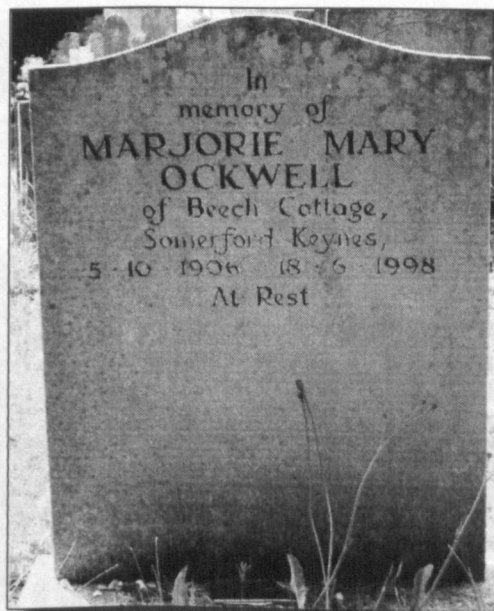 In
memory of
MARJORIE MARY
OCKWELL
of Beech Cottage,
Somerford Keynes,
5-10-1906 18-6-1998
At Rest